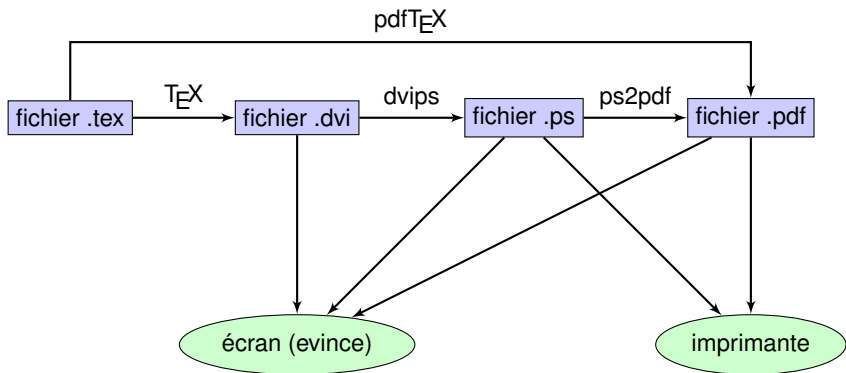 pdfTEX
TEX
dvips
ps2pdf
fichier .tex
fichier .dvi
fichier .ps
fichier .pdf
écran (evince)
imprimante